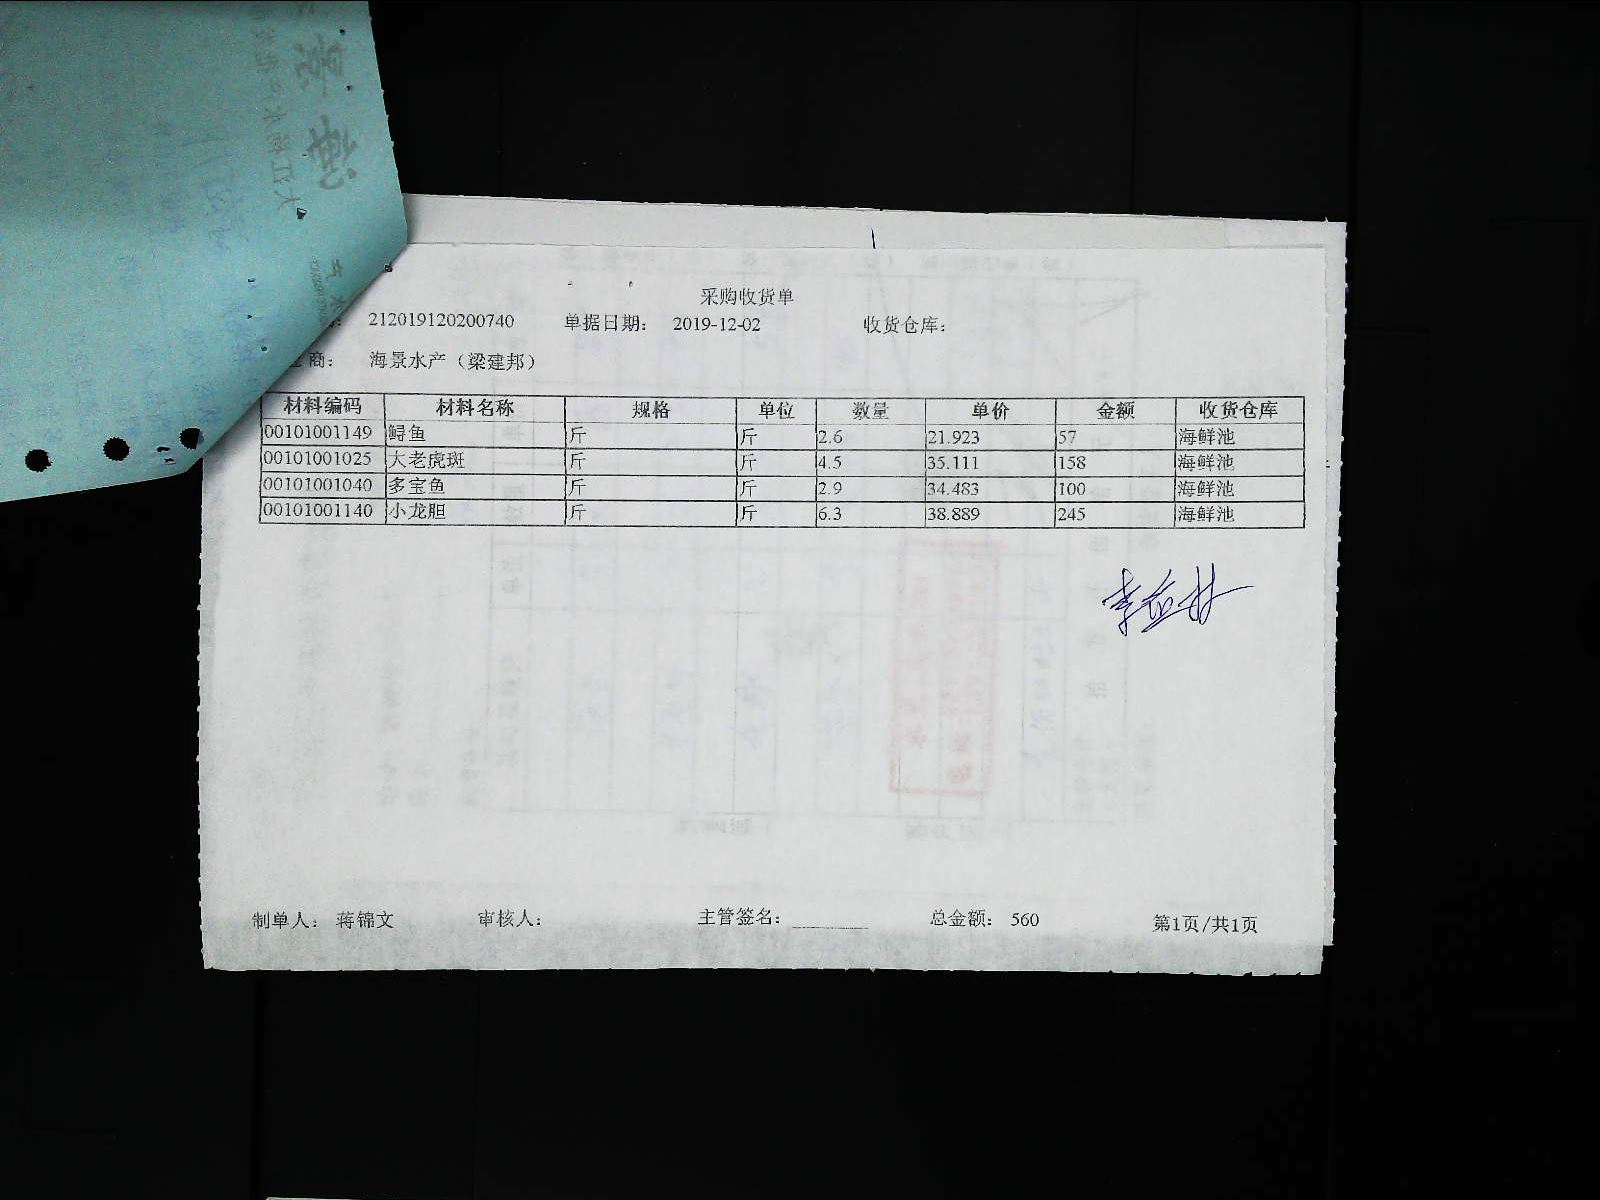 采购收货单
212019120200740 单据日期: 2019-12-02 收货仓库:
商: 海景水产（梁建邦）
材料编码 材料名称 规格 单位 数量 单价 金额 收货仓库
00101001149 鲟鱼 斤 斤 2.6 21.923 57 海鲜池
00101001025 大老虎斑 斤 斤 4.5 35.111 158 海鲜池
00101001040 多宝鱼 斤 斤 2.9 34.483 100 海鲜池
00101001140 小龙胆 斤 斤 6.3 38.889 245 海鲜池
制单人: 蒋锦文 审核人: 主管签名: 总金额: 560 第1页/共1页